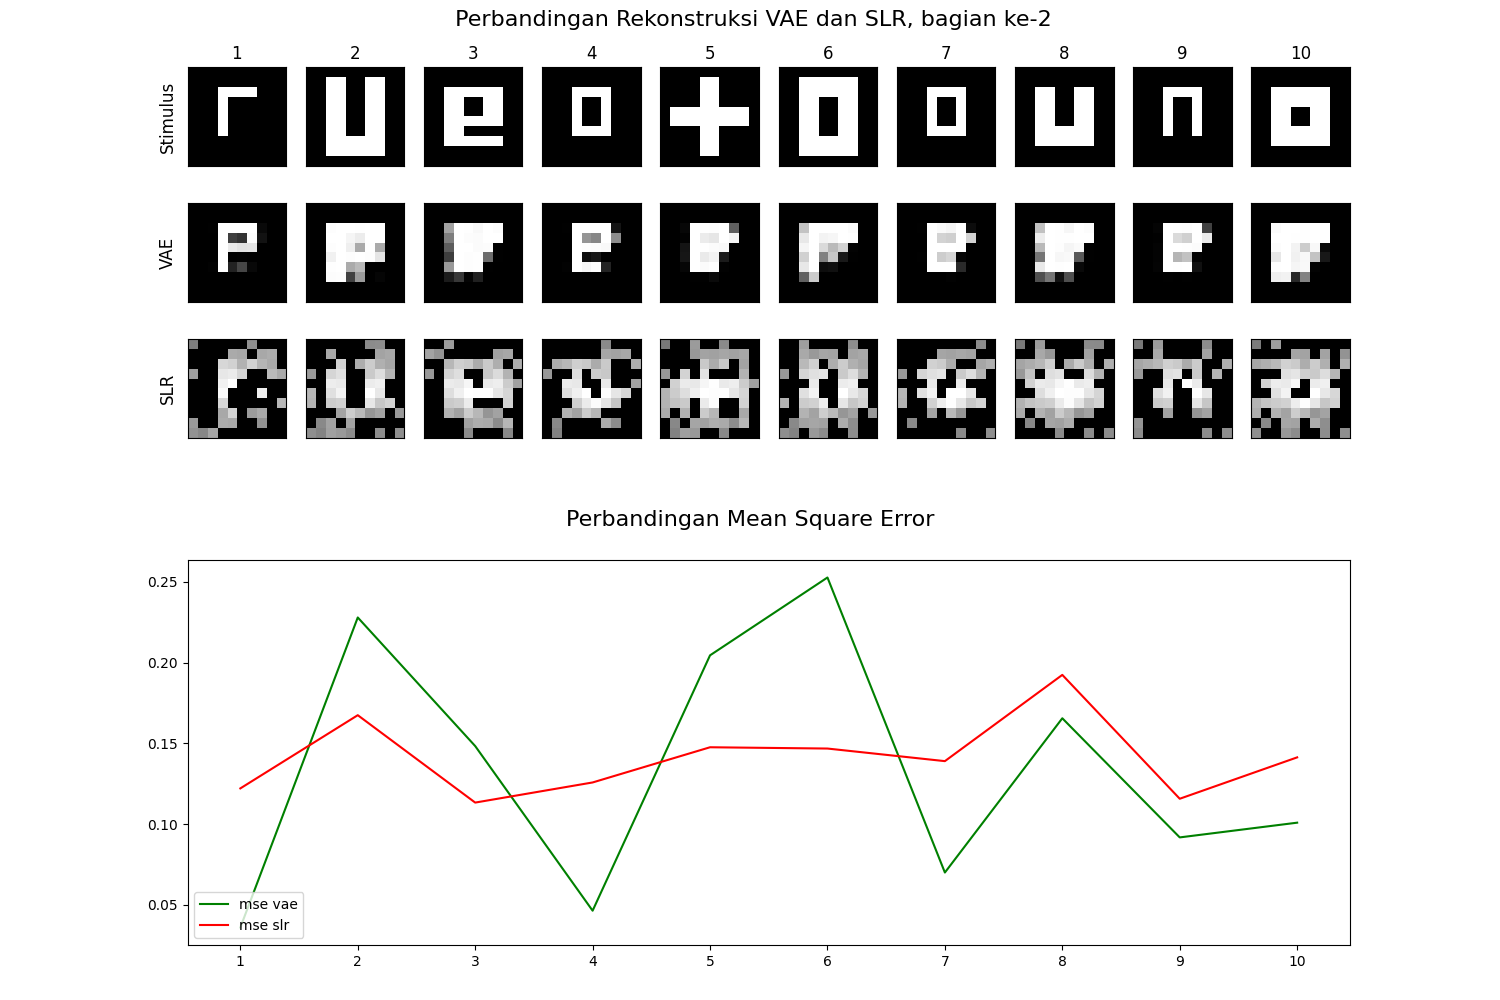 Perbandingan Rekonstruksi VAE dan SLR, bagian ke-2
1 2 3 4 5 6 7 8 9 10
Stimulus
r u e o + 0 o u n o
VAE
SLR
Perbandingan Mean Square Error
0.25
0.20
0.15
0.10
0.05
mse vae
mse slr
1 2 3 4 5 6 7 8 9 10